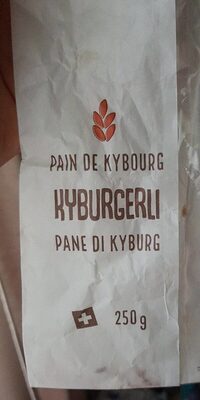 PAIN DE KYBOURG
KYBURGERLI
PANE DI KYBURG
250g